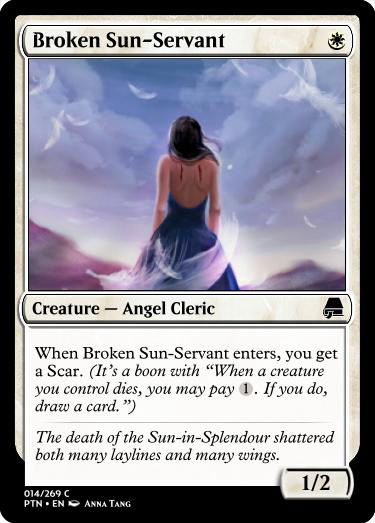 Broken Sun-Servant
Creature — Angel Cleric
When Broken Sun-Servant enters, you get
a Scar. (It's a boon with "When a creature
you control dies, you may pay 1. If you do,
draw a card.")
The death of the Sun-in-Splendour shattered
both many laylines and many wings.
1/2
014/269 C
PTN • EN Anna Tang